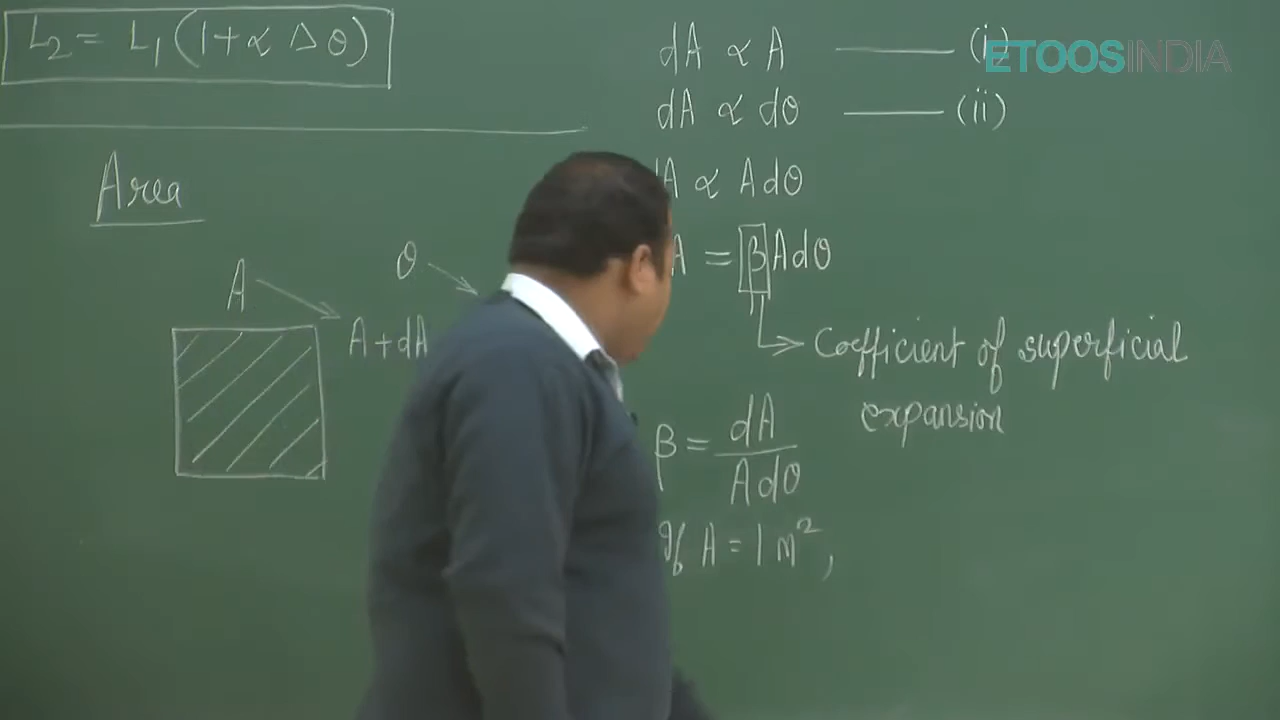 L₂ = L₁ (1 + α Δθ)
Area
A
A + dA
θ
dA ∝ A ——— (i)
dA ∝ dθ ——— (ii)
A ∝ A dθ
A = β A dθ
Coefficient of superficial
expansion
β = dA / A dθ
If A = 1 m²,
ETOOSINDIA